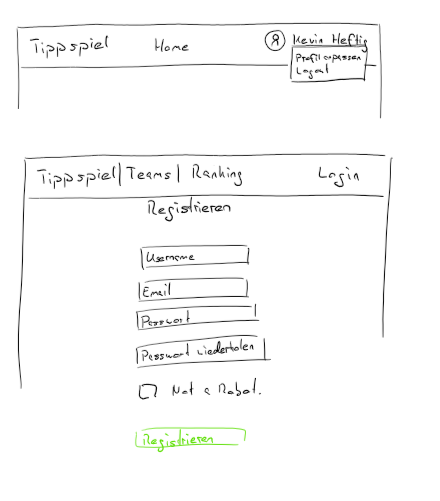 Tippspiel Home Kevin Heftig
Profil anpassen
Logout
Tippspiel | Teams | Ranking Login
Registrieren
Username
Email
Passwort
Passwort wiederholen
Not a Robot.
Registrieren